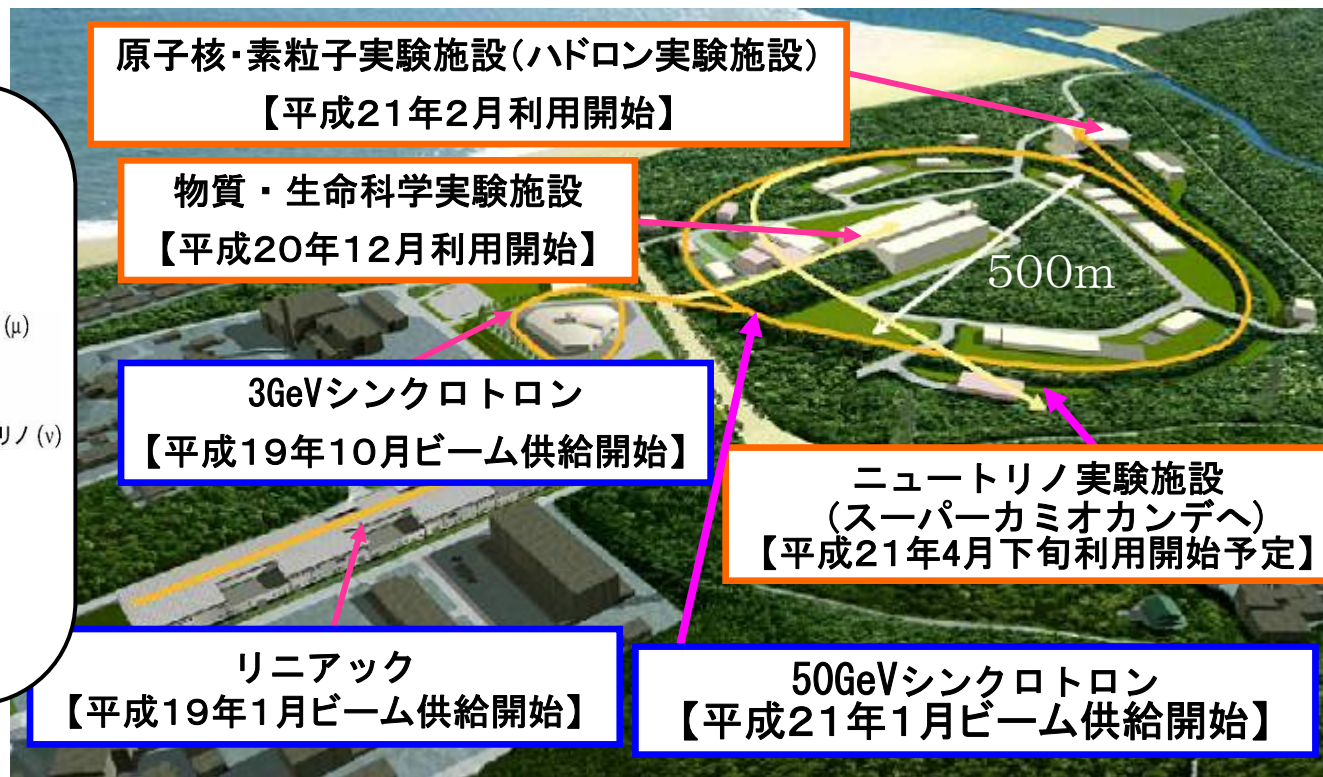 原子核・素粒子実験施設(ハドロン実験施設)
【平成21年2月利用開始】
物質・生命科学実験施設
【平成20年12月利用開始】
500m
(μ)
リノ(ν)
3GeVシンクロトロン
【平成19年10月ビーム供給開始】
ニュートリノ実験施設
(スーパーカミオカンデへ)
【平成21年4月下旬利用開始予定】
リニアック
【平成19年1月ビーム供給開始】
50GeVシンクロトロン
【平成21年1月ビーム供給開始】